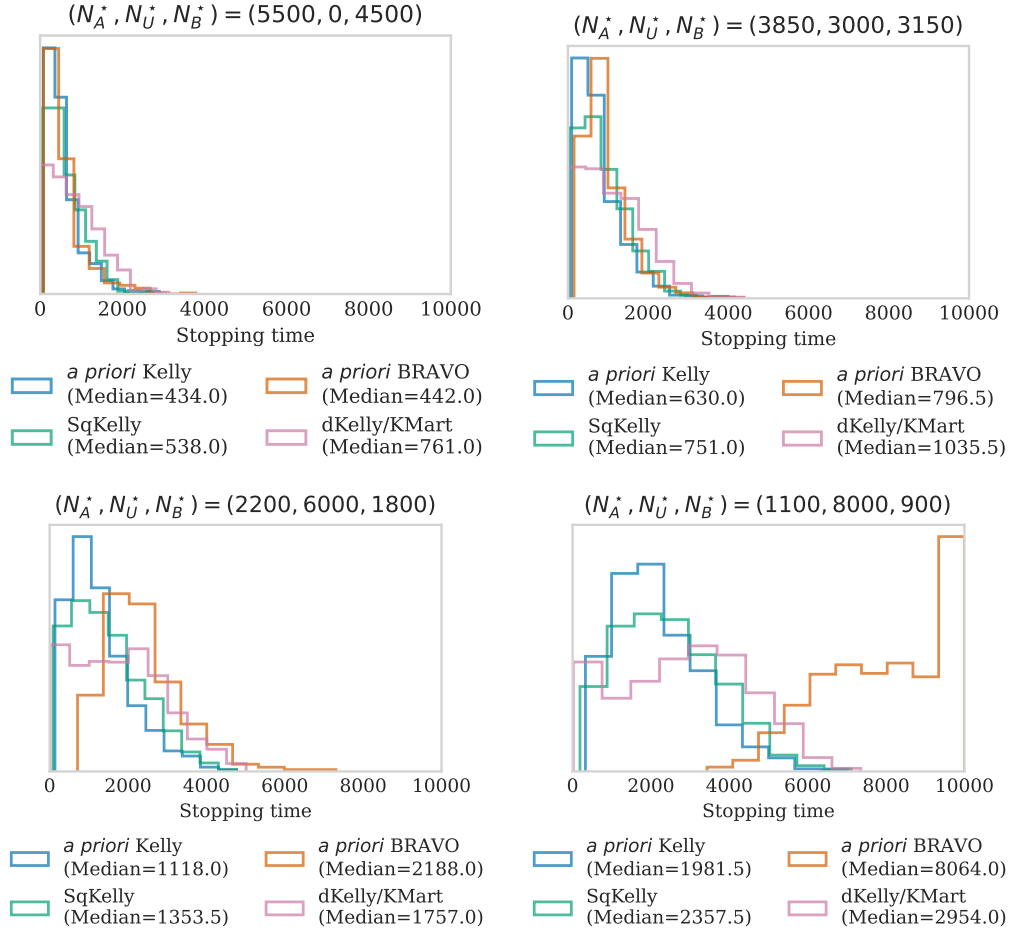 (N_A^⋆, N_U^⋆, N_B^⋆) = (5500, 0, 4500)
0 2000 4000 6000 8000 10000
Stopping time
a priori Kelly
(Median=434.0)
a priori BRAVO
(Median=442.0)
SqKelly
(Median=538.0)
dKelly/KMart
(Median=761.0)
(N_A^⋆, N_U^⋆, N_B^⋆) = (3850, 3000, 3150)
0 2000 4000 6000 8000 10000
Stopping time
a priori Kelly
(Median=630.0)
a priori BRAVO
(Median=796.5)
SqKelly
(Median=751.0)
dKelly/KMart
(Median=1035.5)
(N_A^⋆, N_U^⋆, N_B^⋆) = (2200, 6000, 1800)
0 2000 4000 6000 8000 10000
Stopping time
a priori Kelly
(Median=1118.0)
a priori BRAVO
(Median=2188.0)
SqKelly
(Median=1353.5)
dKelly/KMart
(Median=1757.0)
(N_A^⋆, N_U^⋆, N_B^⋆) = (1100, 8000, 900)
0 2000 4000 6000 8000 10000
Stopping time
a priori Kelly
(Median=1981.5)
a priori BRAVO
(Median=8064.0)
SqKelly
(Median=2357.5)
dKelly/KMart
(Median=2954.0)